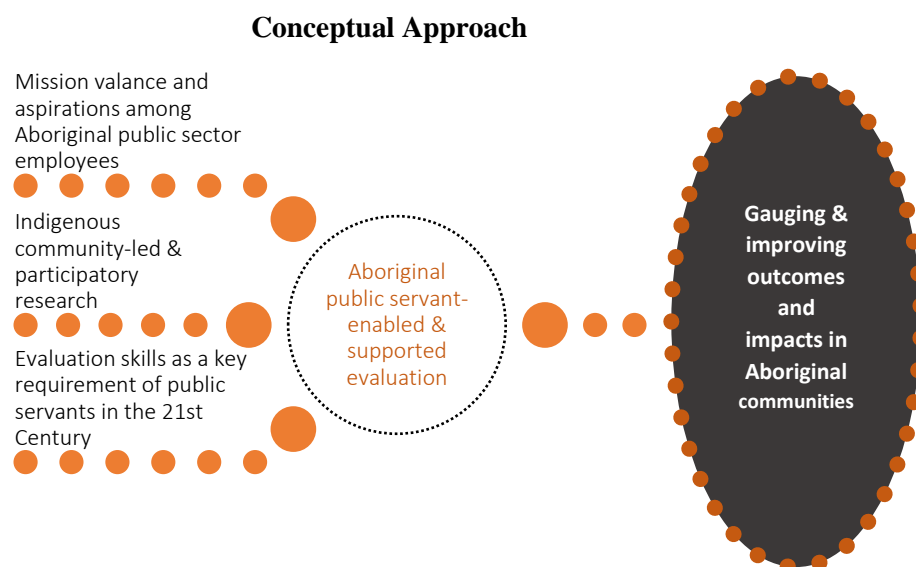 Conceptual Approach
Mission valance and
aspirations among
Aboriginal public sector
employees
Indigenous
community-led &
participatory
research
Evaluation skills as a key
requirement of public
servants in the 21st
Century
Aboriginal
public servant-
enabled &
supported
evaluation
Gauging &
improving
outcomes
and
impacts in
Aboriginal
communities